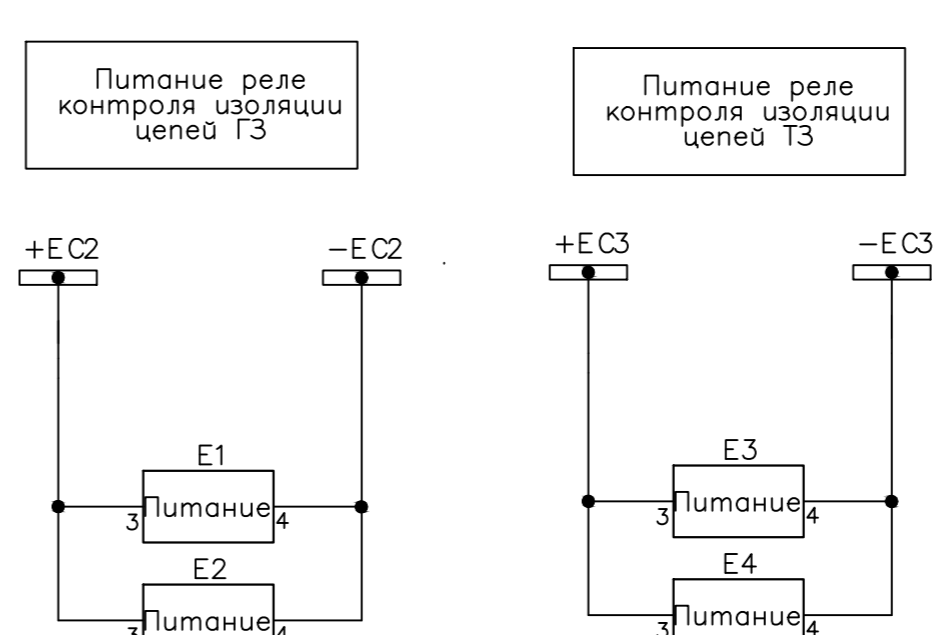 Питание реле
контроля изоляции
цепей ГЗ
Питание реле
контроля изоляции
цепей ТЗ
+EC2
-EC2
+EC3
-EC3
E1
3 Питание 4
E2
3 Питание 4
E3
3 Питание 4
E4
3 Питание 4